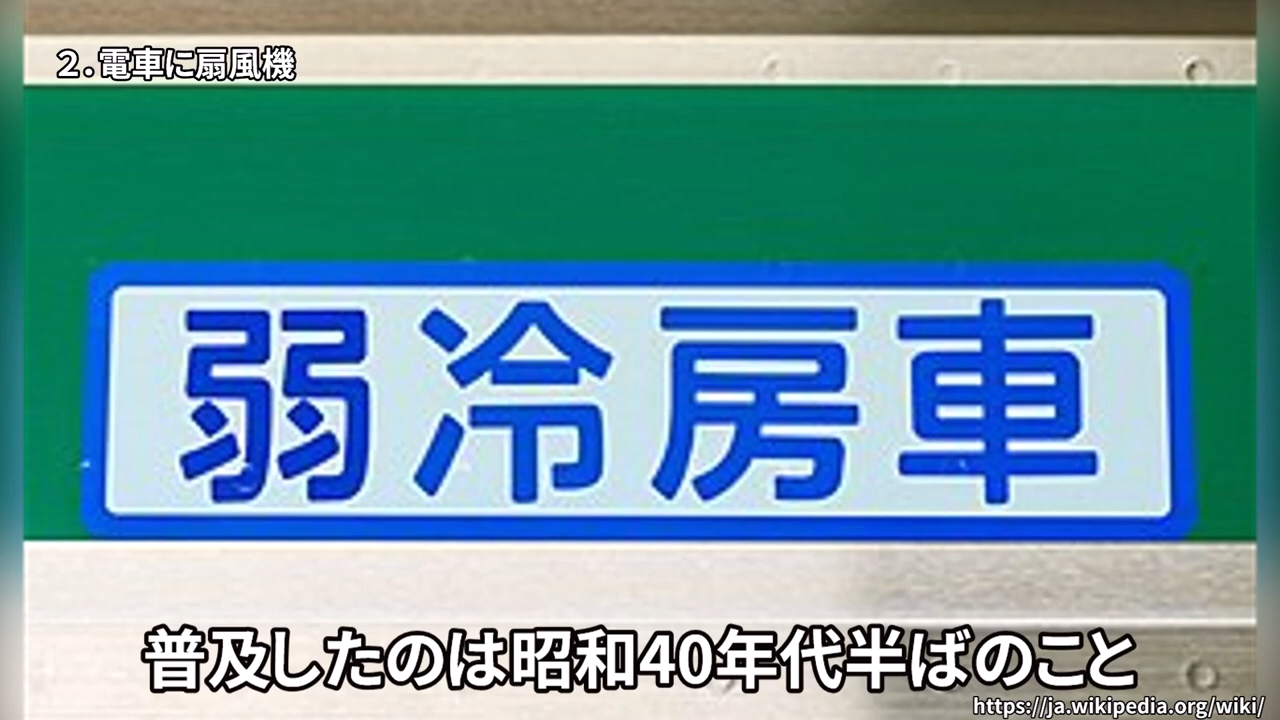 ２.電車に扇風機
弱冷房車
普及したのは昭和40年代半ばのこと
https://ja.wikipedia.org/wiki/